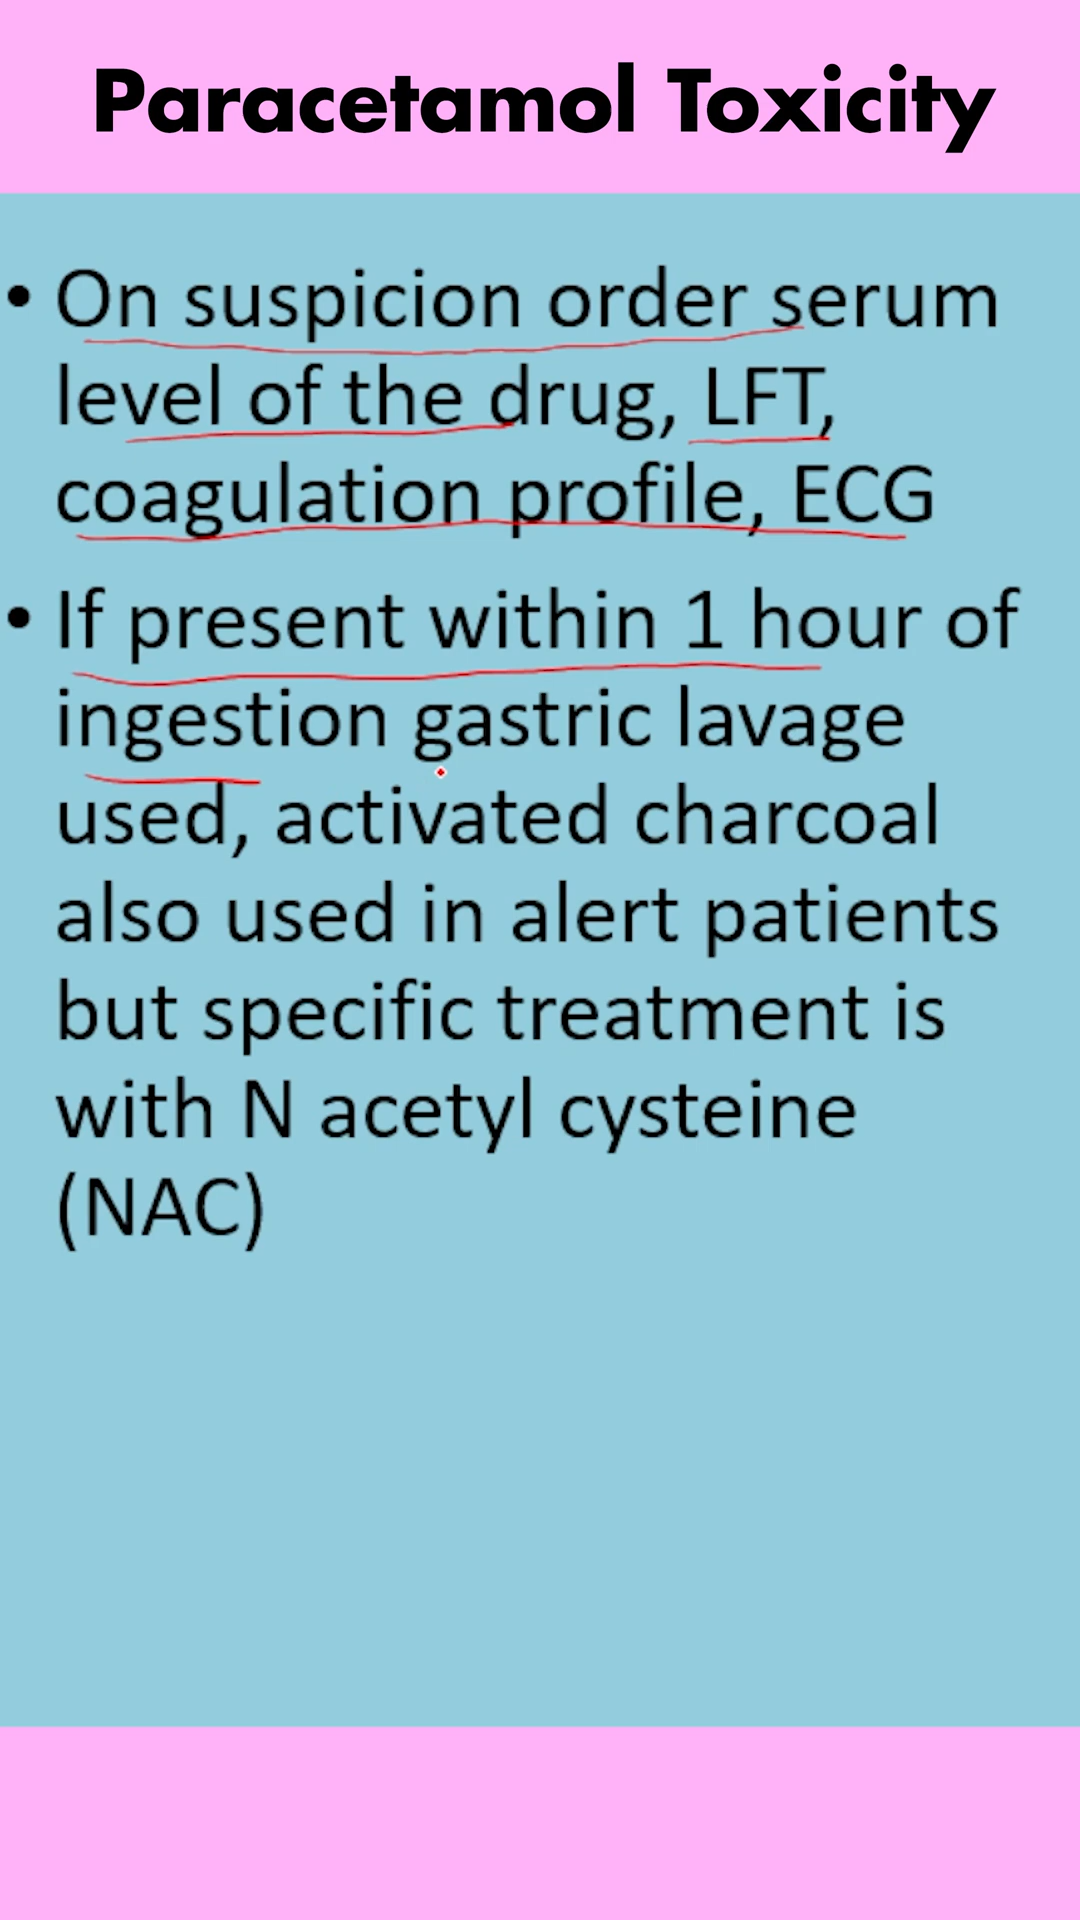 Paracetamol Toxicity
• On suspicion order serum
level of the drug, LFT,
coagulation profile, ECG
• If present within 1 hour of
ingestion gastric lavage
used, activated charcoal
also used in alert patients
but specific treatment is
with N acetyl cysteine
(NAC)